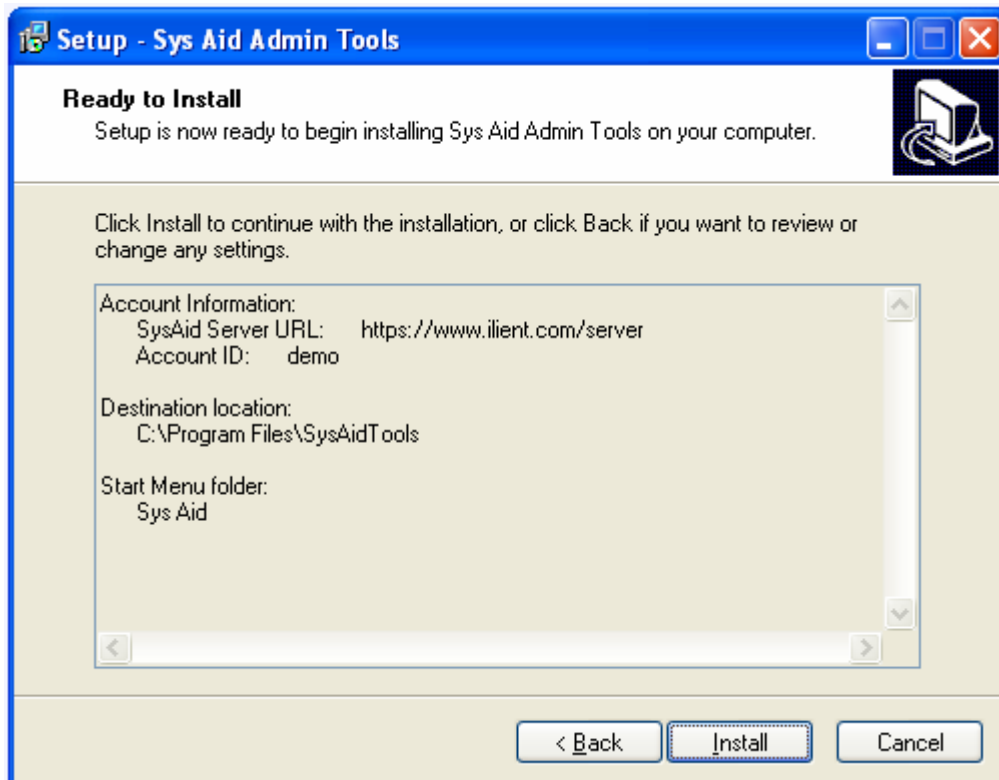 Setup - Sys Aid Admin Tools
Ready to Install
Setup is now ready to begin installing Sys Aid Admin Tools on your computer.
Click Install to continue with the installation, or click Back if you want to review or
change any settings.
Account Information:
SysAid Server URL: https://www.ilient.com/server
Account ID: demo
Destination location:
C:\Program Files\SysAidTools
Start Menu folder:
Sys Aid
< Back Install Cancel